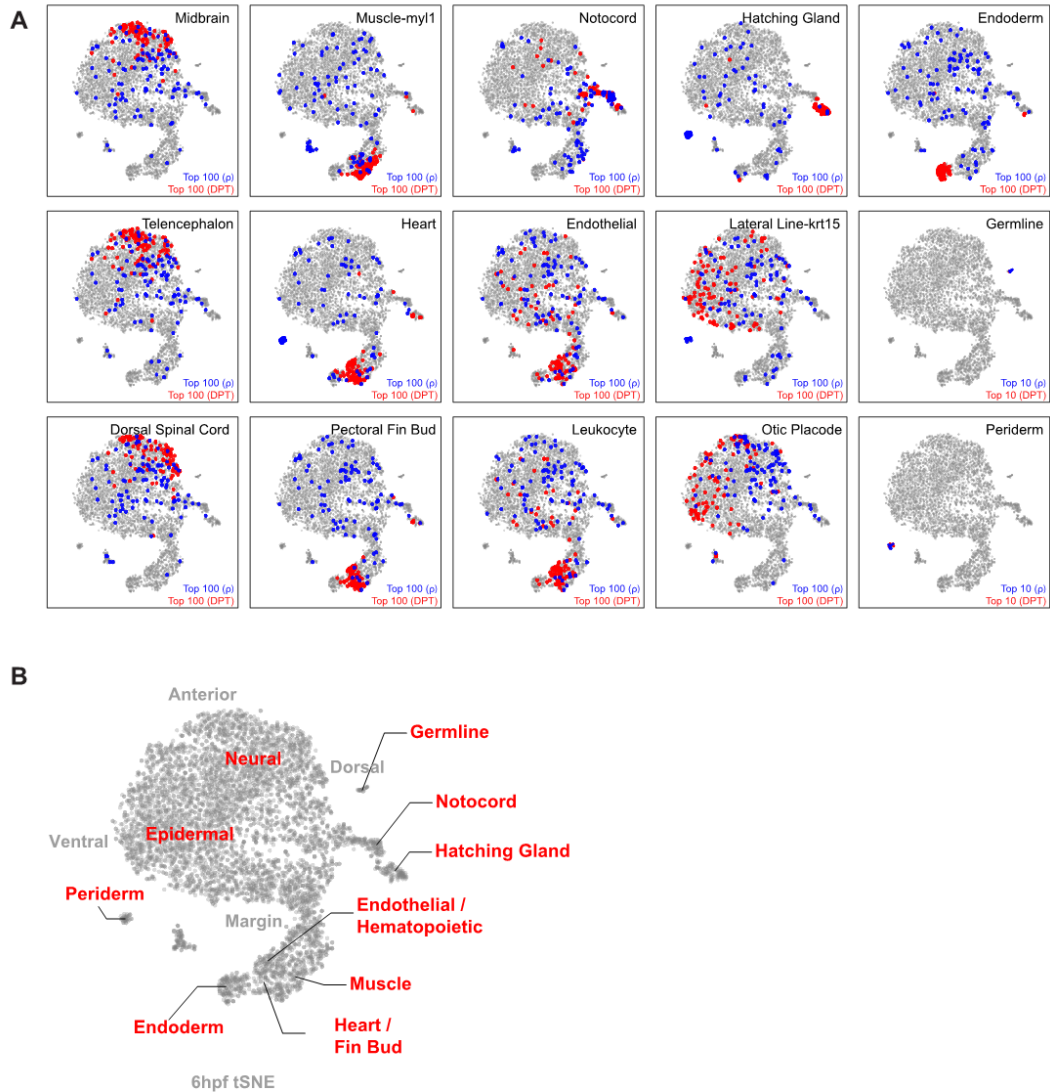 A
Midbrain
Top 100 (ρ)
Top 100 (DPT)
Muscle-myl1
Top 100 (ρ)
Top 100 (DPT)
Notocord
Top 100 (ρ)
Top 100 (DPT)
Hatching Gland
Top 100 (ρ)
Top 100 (DPT)
Endoderm
Top 100 (ρ)
Top 100 (DPT)
Telencephalon
Top 100 (ρ)
Top 100 (DPT)
Heart
Top 100 (ρ)
Top 100 (DPT)
Endothelial
Top 100 (ρ)
Top 100 (DPT)
Lateral Line-krt15
Top 100 (ρ)
Top 100 (DPT)
Germline
Top 10 (ρ)
Top 10 (DPT)
Dorsal Spinal Cord
Top 100 (ρ)
Top 100 (DPT)
Pectoral Fin Bud
Top 100 (ρ)
Top 100 (DPT)
Leukocyte
Top 100 (ρ)
Top 100 (DPT)
Otic Placode
Top 100 (ρ)
Top 100 (DPT)
Periderm
Top 10 (ρ)
Top 10 (DPT)
B
Anterior
Germline
Neural
Dorsal
Notocord
Ventral
Epidermal
Hatching Gland
Periderm
Margin
Endothelial /
Hematopoietic
Muscle
Endoderm
Heart /
Fin Bud
6hpf tSNE